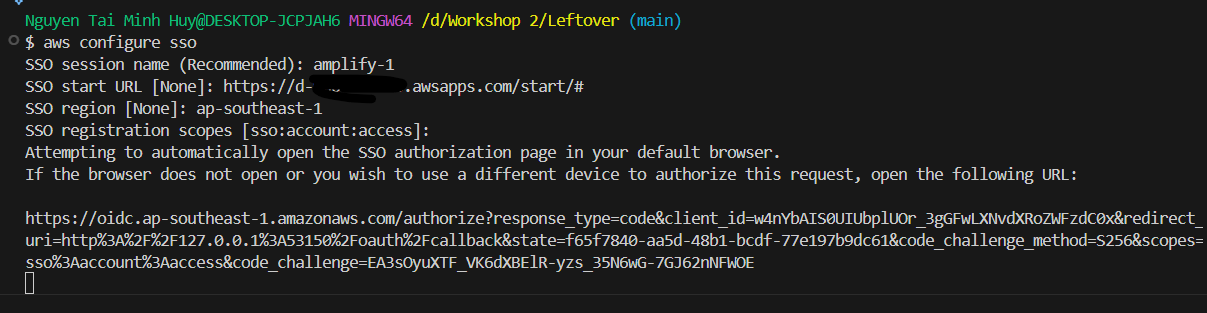 Nguyen Tai Minh Huy@DESKTOP-JCPJAH6 MINGW64 /d/Workshop 2/Leftover (main)
$ aws configure sso
SSO session name (Recommended): amplify-1
SSO start URL [None]: https://d-.awsapps.com/start/#
SSO region [None]: ap-southeast-1
SSO registration scopes [sso:account:access]:
Attempting to automatically open the SSO authorization page in your default browser.
If the browser does not open or you wish to use a different device to authorize this request, open the following URL:
https://oidc.ap-southeast-1.amazonaws.com/authorize?response_type=code&client_id=w4nYbAIS0UIUbplUOr_3gGFwLXNvdXRoZWFzdC0x&redirect_
uri=http%3A%2F%2F127.0.0.1%3A53150%2Foauth%2Fcallback&state=f65f7840-aa5d-48b1-bcdf-77e197b9dc61&code_challenge_method=S256&scopes=
sso%3Aaccount%3Aaccess&code_challenge=EA3sOyuXTF_VK6dXBElR-yzs_35N6wG-7GJ62nNFWOE